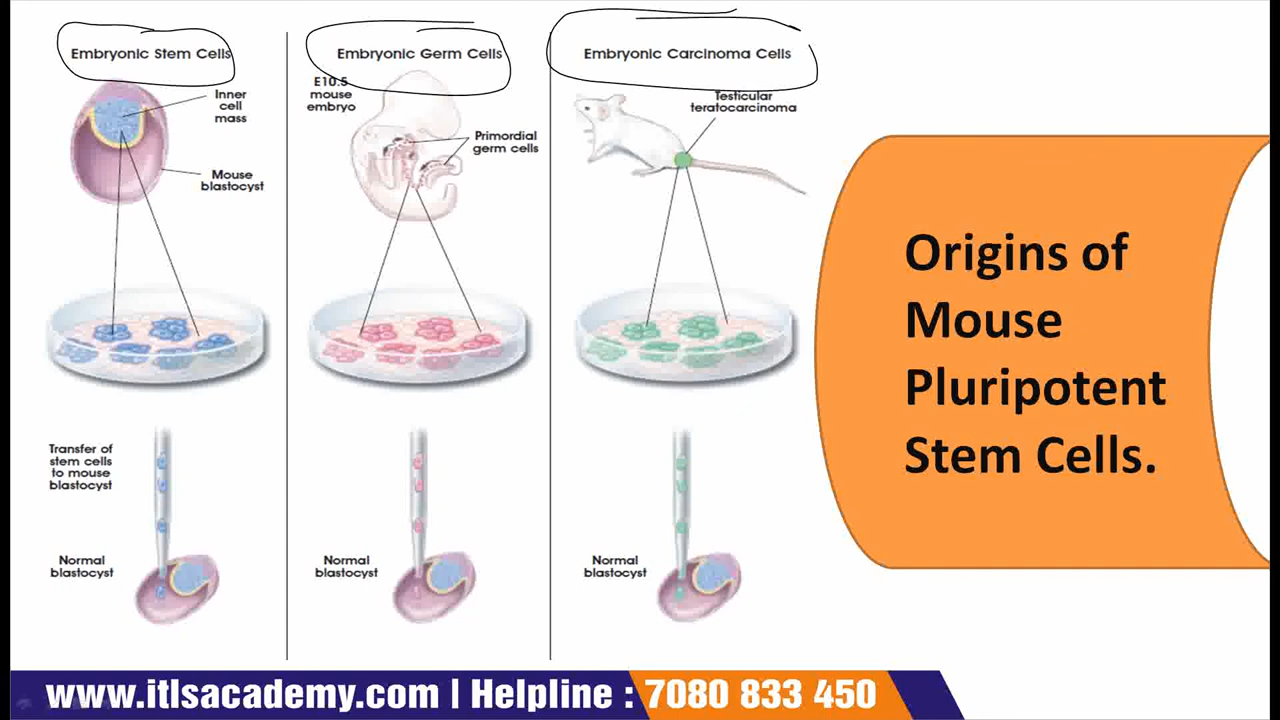 Embryonic Stem Cells
Inner
cell
mass
Mouse
blastocyst
Transfer of
stem cells
to mouse
blastocyst
Normal
blastocyst
Embryonic Germ Cells
E10.5
mouse
embryo
Primordial
germ cells
Normal
blastocyst
Embryonic Carcinoma Cells
Testicular
teratocarcinoma
Normal
blastocyst
Origins of
Mouse
Pluripotent
Stem Cells.
www.itlsacademy.com | Helpline : 7080 833 450